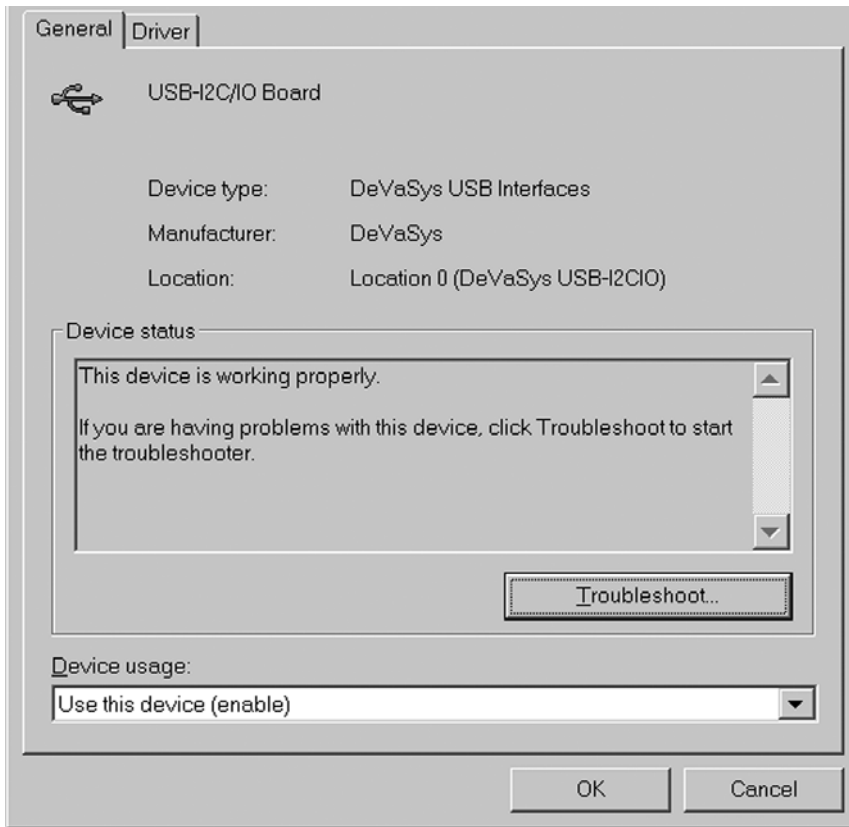 General Driver
USB-I2C/IO Board
Device type: DeVaSys USB Interfaces
Manufacturer: DeVaSys
Location: Location 0 (DeVaSys USB-I2CIO)
Device status
This device is working properly.
If you are having problems with this device, click Troubleshoot to start
the troubleshooter.
Troubleshoot...
Device usage:
Use this device (enable)
OK Cancel